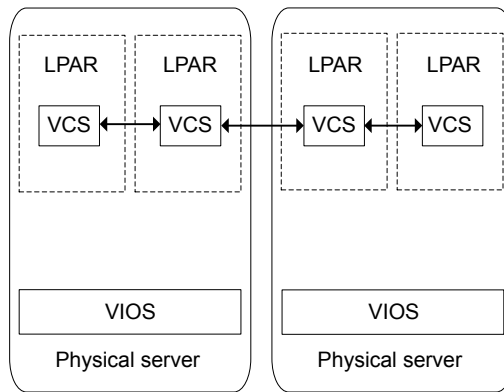 LPAR LPAR LPAR LPAR
VCS VCS VCS VCS
VIOS VIOS
Physical server Physical server